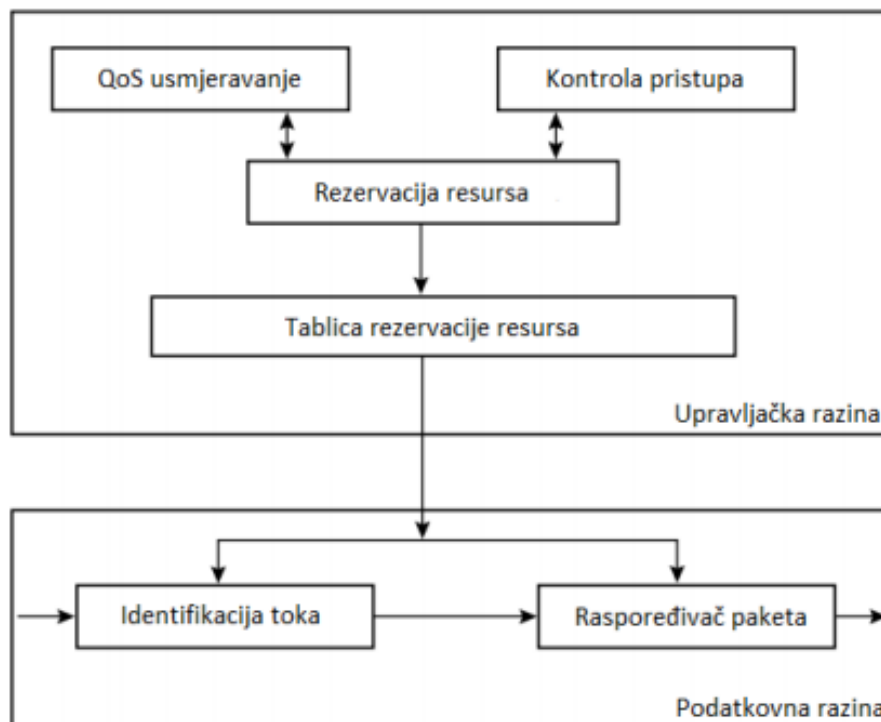 QoS usmjeravanje
Kontrola pristupa
Rezervacija resursa
Tablica rezervacije resursa
Upravljačka razina
Identifikacija toka
Raspoređivač paketa
Podatkovna razina